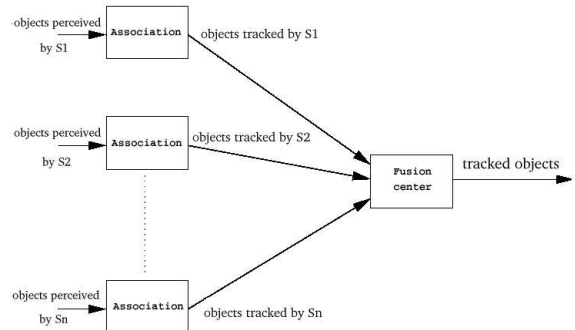 objects perceived
by S1
Association
objects tracked by S1
objects perceived
by S2
Association
objects tracked by S2
Fusion
center
tracked objects
objects perceived
by Sn
Association
objects tracked by Sn